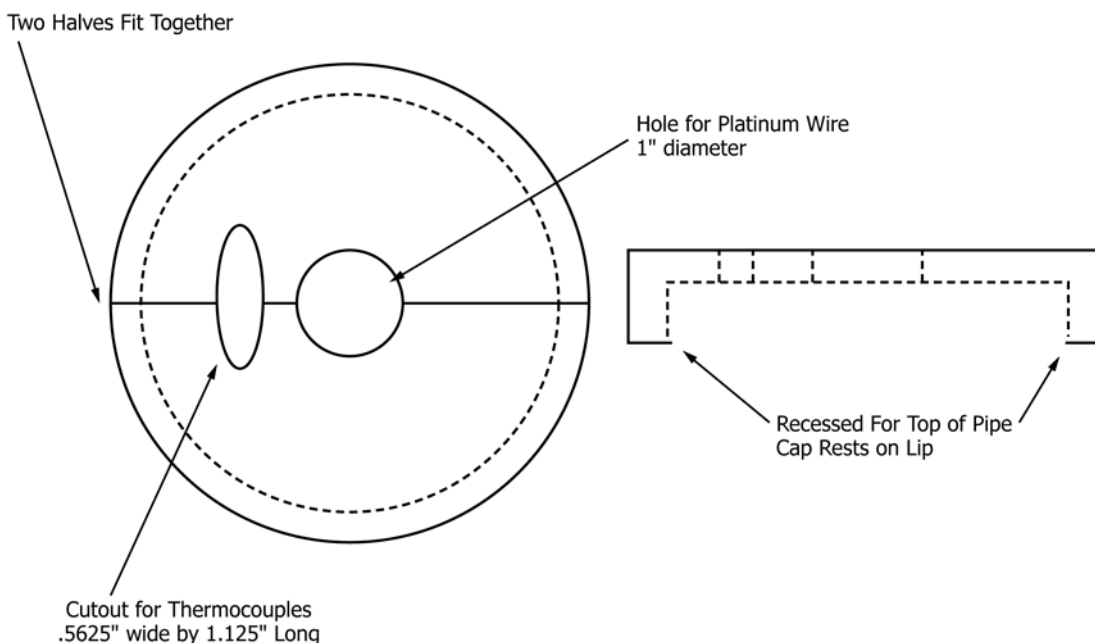 Two Halves Fit Together
Hole for Platinum Wire
1" diameter
Recessed For Top of Pipe
Cap Rests on Lip
Cutout for Thermocouples
.5625" wide by 1.125" Long